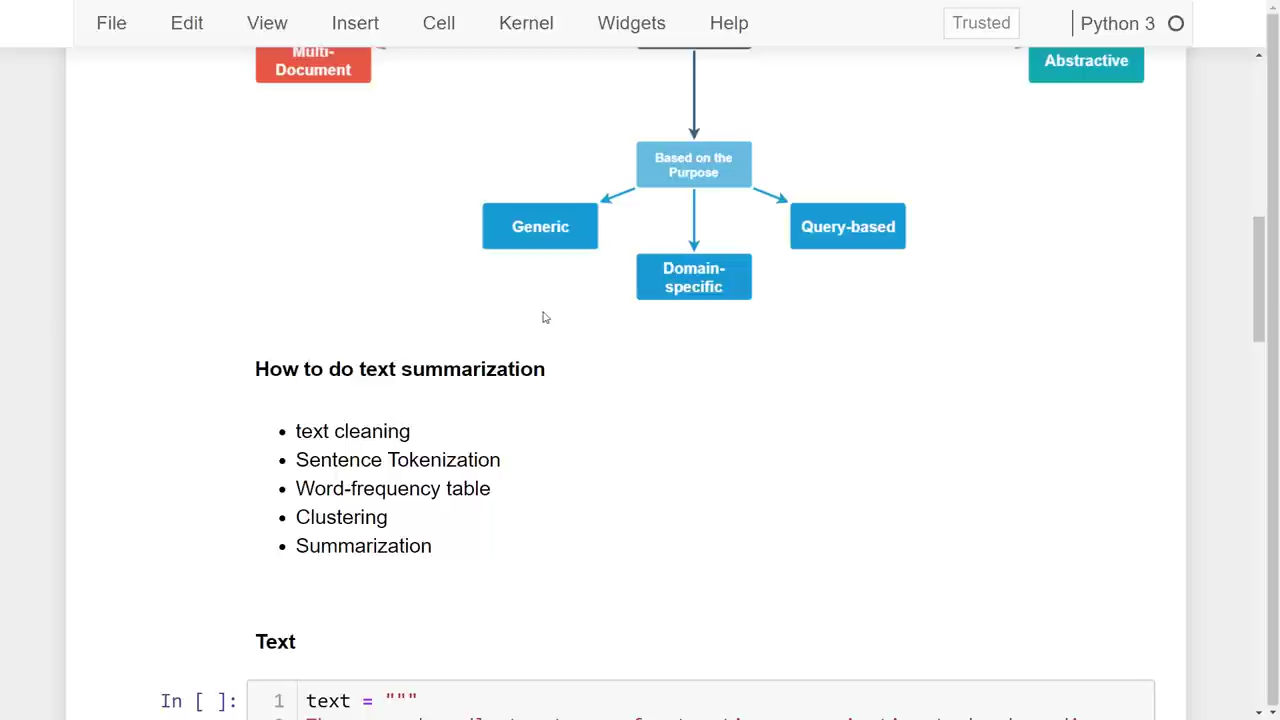 File Edit View Insert Cell Kernel Widgets Help Trusted Python 3
Multi-
Document
Abstractive
Based on the
Purpose
Generic
Query-based
Domain-
specific
How to do text summarization
text cleaning
Sentence Tokenization
Word-frequency table
Clustering
Summarization
Text
In [ ]: 1 text = """